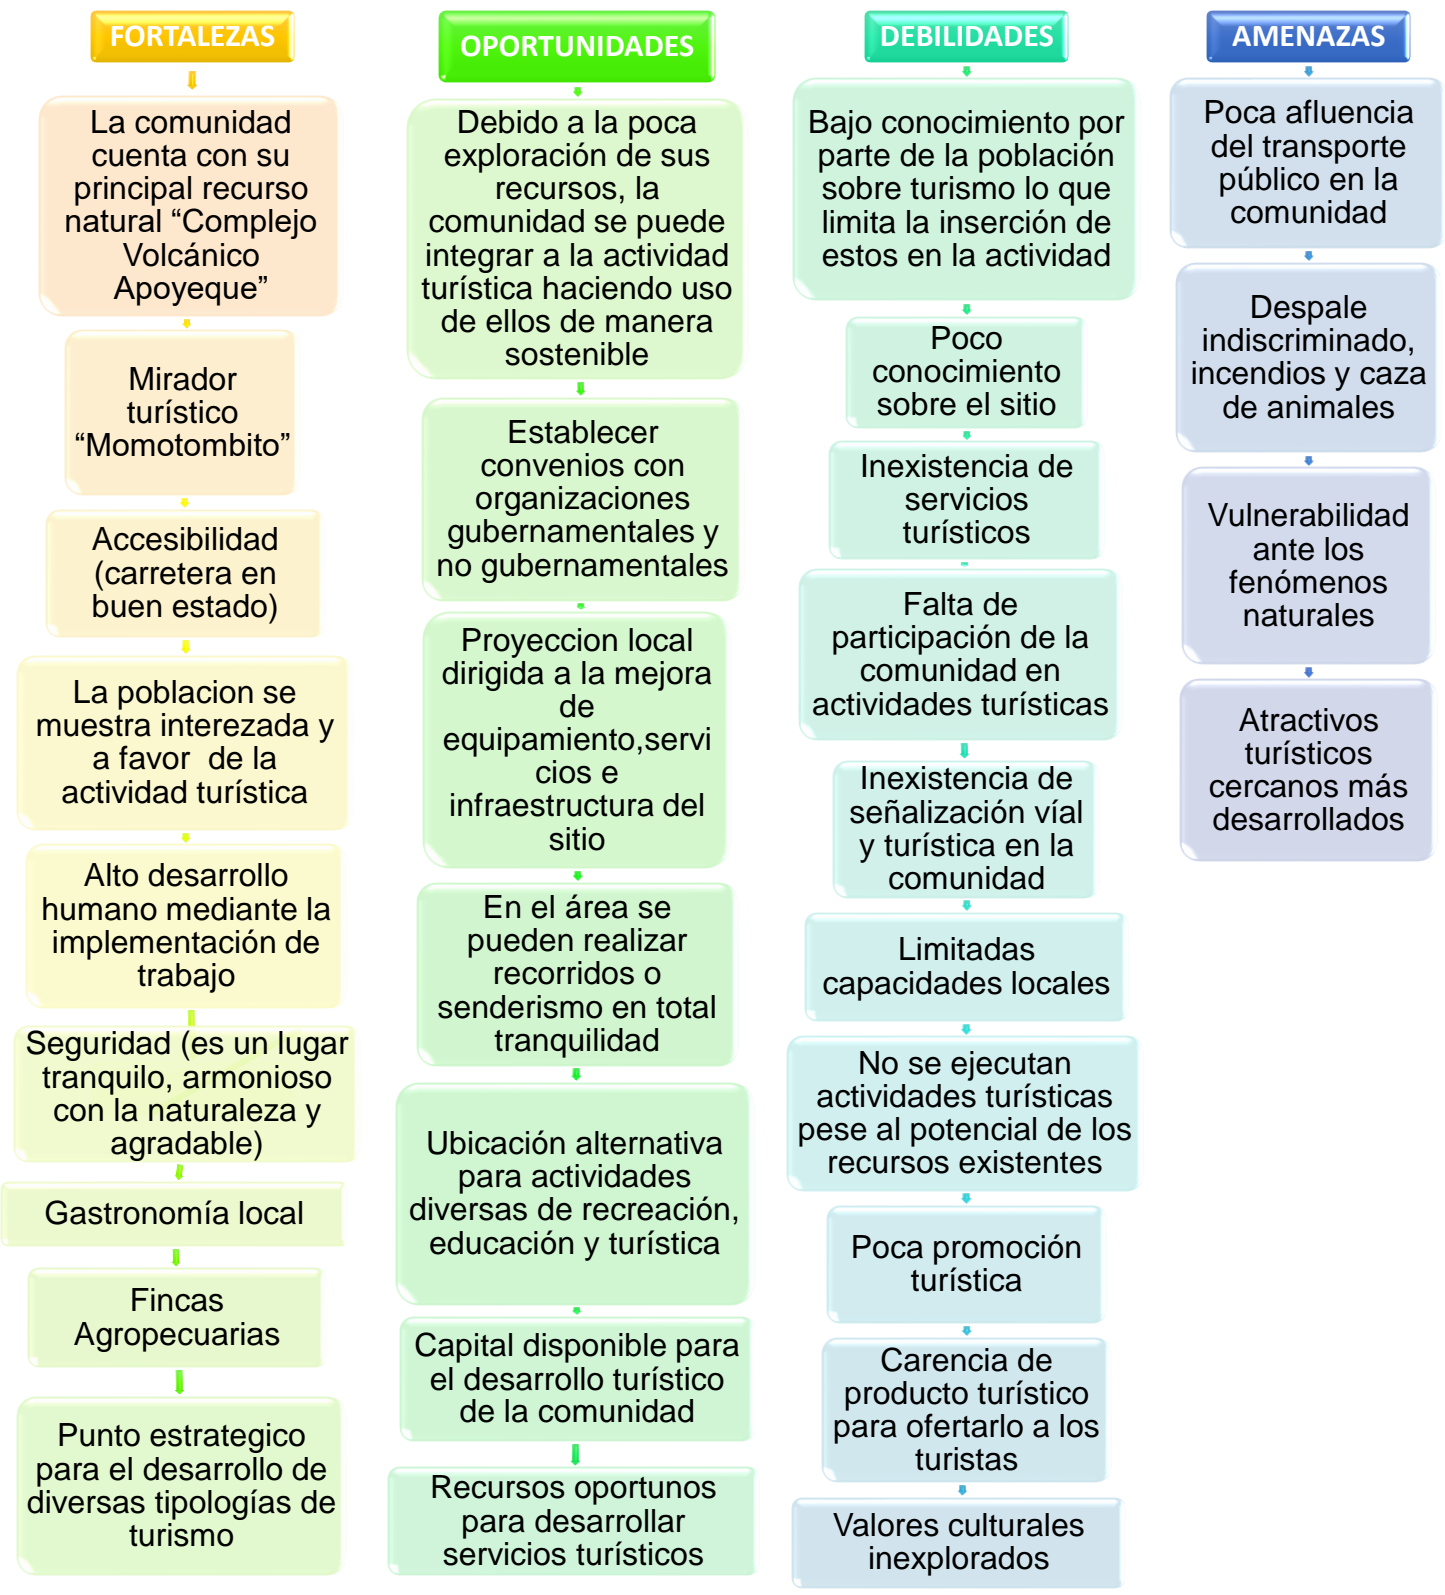 FORTALEZAS
La comunidad
cuenta con su
principal recurso
natural “Complejo
Volcánico
Apoyeque”
Mirador
turístico
“Momotombito”
Accesibilidad
(carretera en
buen estado)
La poblacion se
muestra interezada y
a favor  de la
actividad turística
Alto desarrollo
humano mediante la
implementación de
trabajo
Seguridad (es un lugar
tranquilo, armonioso
con la naturaleza y
agradable)
Gastronomía local
Fincas
Agropecuarias
Punto estrategico
para el desarrollo de
diversas tipologías de
turismo
OPORTUNIDADES
Debido a la poca
exploración de sus
recursos, la
comunidad se puede
integrar a la actividad
turística haciendo uso
de ellos de manera
sostenible
Establecer
convenios con
organizaciones
gubernamentales y
no gubernamentales
Proyeccion local
dirigida a la mejora
de
equipamiento,servi
cios e
infraestructura del
sitio
En el área se
pueden realizar
recorridos o
senderismo en total
tranquilidad
Ubicación alternativa
para actividades
diversas de recreación,
educación y turística
Capital disponible para
el desarrollo turístico
de la comunidad
Recursos oportunos
para desarrollar
servicios turísticos
DEBILIDADES
Bajo conocimiento por
parte de la población
sobre turismo lo que
limita la inserción de
estos en la actividad
Poco
conocimiento
sobre el sitio
Inexistencia de
servicios
turísticos
Falta de
participación de la
comunidad en
actividades turísticas
Inexistencia de
señalización víal
y turística en la
comunidad
Limitadas
capacidades locales
No se ejecutan
actividades turísticas
pese al potencial de los
recursos existentes
Poca promoción
turística
Carencia de
producto turístico
para ofertarlo a los
turistas
Valores culturales
inexplorados
AMENAZAS
Poca afluencia
del transporte
público en la
comunidad
Despale
indiscriminado,
incendios y caza
de animales
Vulnerabilidad
ante los
fenómenos
naturales
Atractivos
turísticos
cercanos más
desarrollados